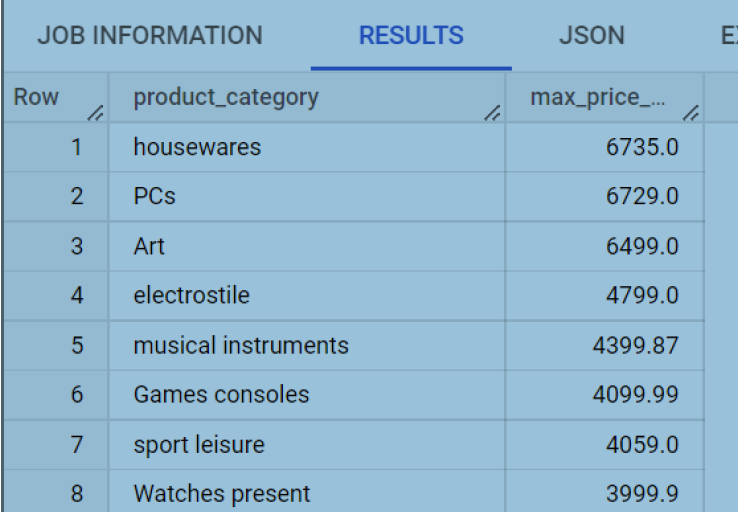 JOB INFORMATION RESULTS JSON
Row product_category max_price_...
1 housewares 6735.0
2 PCs 6729.0
3 Art 6499.0
4 electrostile 4799.0
5 musical instruments 4399.87
6 Games consoles 4099.99
7 sport leisure 4059.0
8 Watches present 3999.9